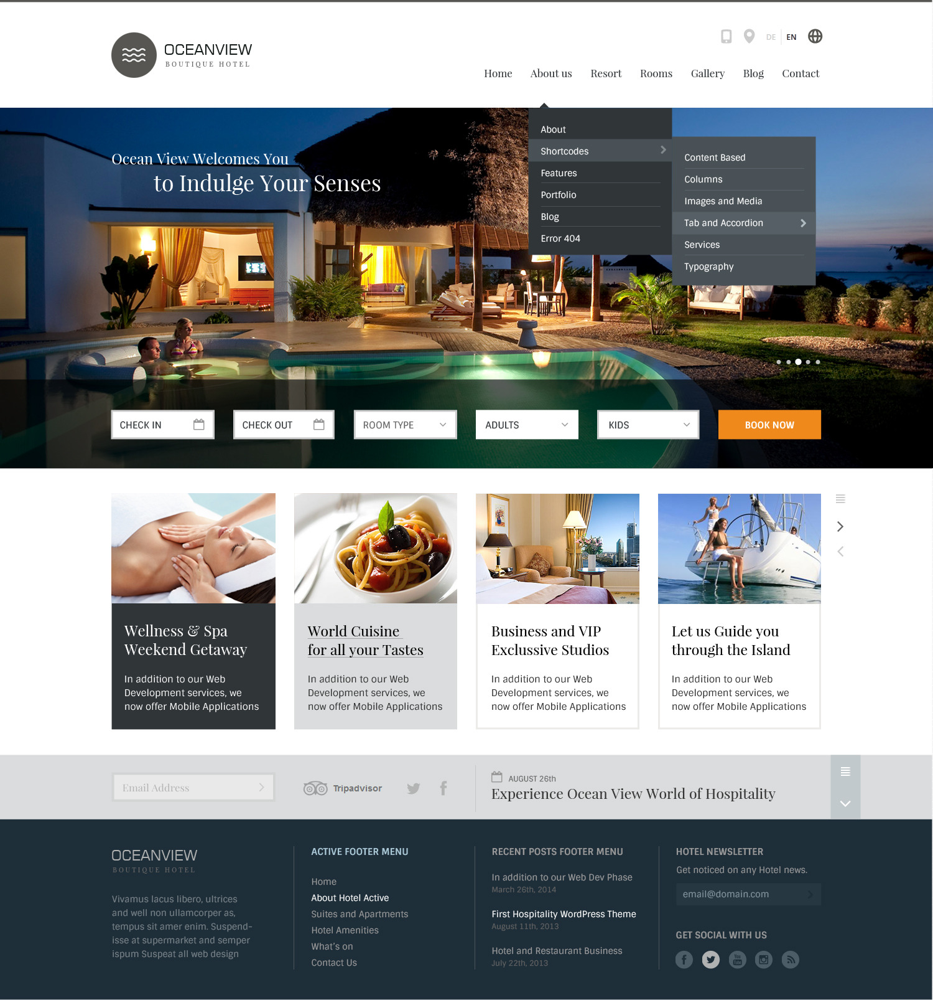 OCEANVIEW
BOUTIQUE HOTEL
DE EN
Home About us Resort Rooms Gallery Blog Contact
Ocean View Welcomes You
to Indulge Your Senses
About
Shortcodes
Features
Portfolio
Blog
Error 404
Content Based
Columns
Images and Media
Tab and Accordion
Services
Typography
CHECK IN CHECK OUT ROOM TYPE ADULTS KIDS BOOK NOW
Wellness & Spa
Weekend Getaway
In addition to our Web
Development services, we
now offer Mobile Applications
World Cuisine
for all your Tastes
In addition to our Web
Development services, we
now offer Mobile Applications
Business and VIP
Exclussive Studios
In addition to our Web
Development services, we
now offer Mobile Applications
Let us Guide you
through the Island
In addition to our Web
Development services, we
now offer Mobile Applications
Email Address
Tripadvisor
AUGUST 26th
Experience Ocean View World of Hospitality
OCEANVIEW
BOUTIQUE HOTEL
Vivamus lacus libero, ultrices
and well non ullamcorper as,
tempus sit amer enim. Suspend-
isse at supermarket and semper
ispum Suspeat all web design
ACTIVE FOOTER MENU
Home
About Hotel Active
Suites and Apartments
Hotel Amenities
What's on
Contact Us
RECENT POSTS FOOTER MENU
In addition to our Web Dev Phase
March 26th, 2014
First Hospitality WordPress Theme
August 11th, 2013
Hotel and Restaurant Business
July 22th, 2013
HOTEL NEWSLETTER
Get noticed on any Hotel news.
email@domain.com
GET SOCIAL WITH US
You
Tube